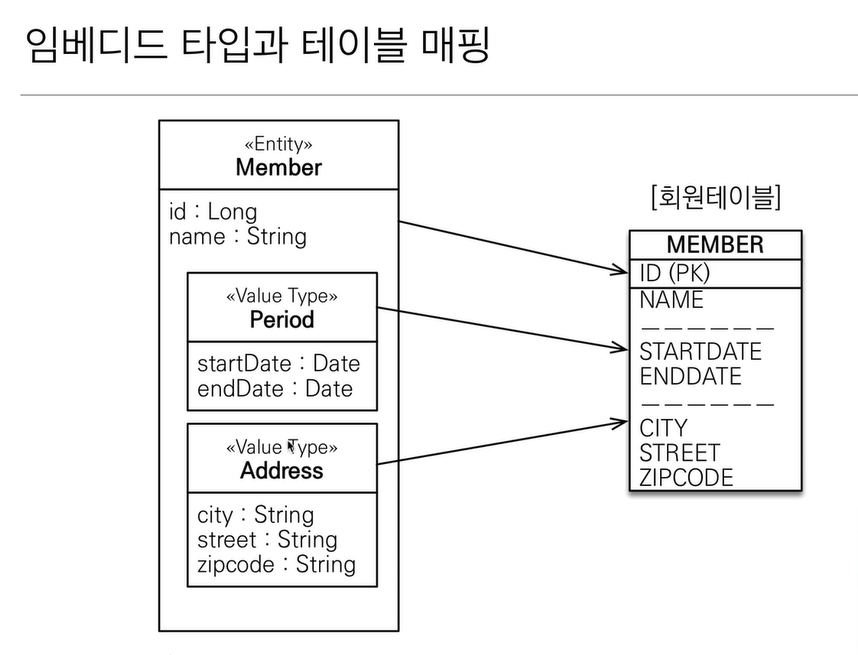 임베디드 타입과 테이블 매핑
«Entity»
Member
id : Long
name : String
«Value Type»
Period
startDate : Date
endDate : Date
«Value Type»
Address
city : String
street : String
zipcode : String
[회원테이블]
MEMBER
ID (PK)
NAME
STARTDATE
ENDDATE
CITY
STREET
ZIPCODE